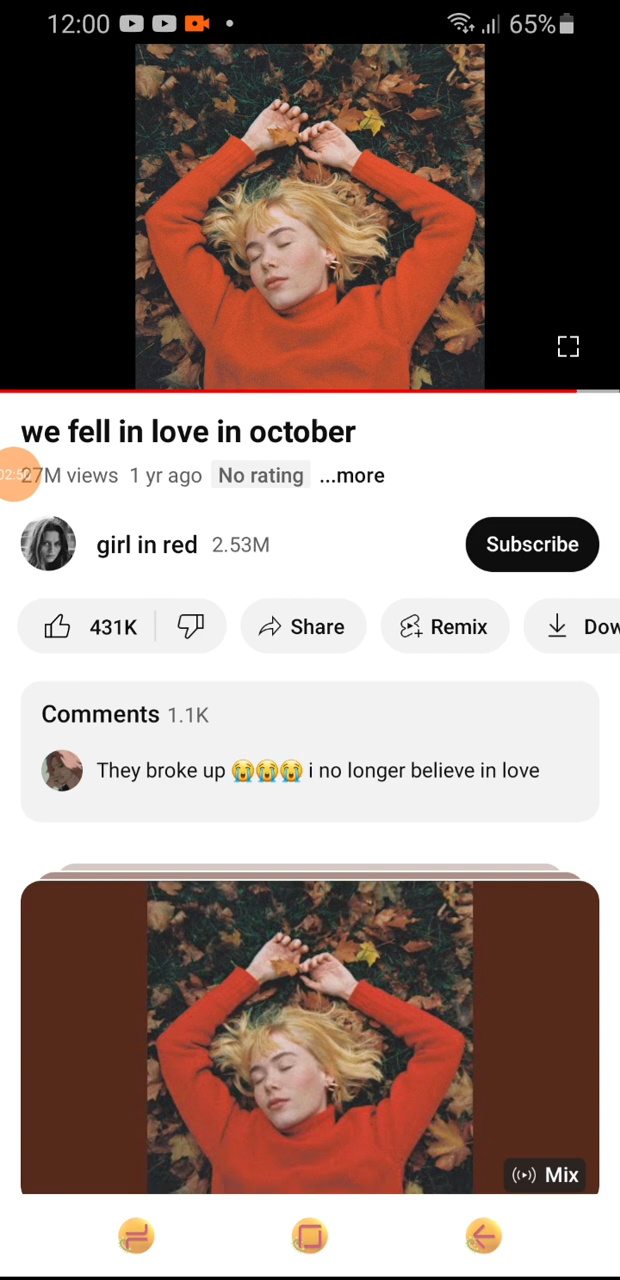 12:00 65%
we fell in love in october
02:52 27M views 1 yr ago No rating ...more
girl in red 2.53M Subscribe
431K Share Remix Dow
Comments 1.1K
They broke up 😭😭😭 i no longer believe in love
Mix